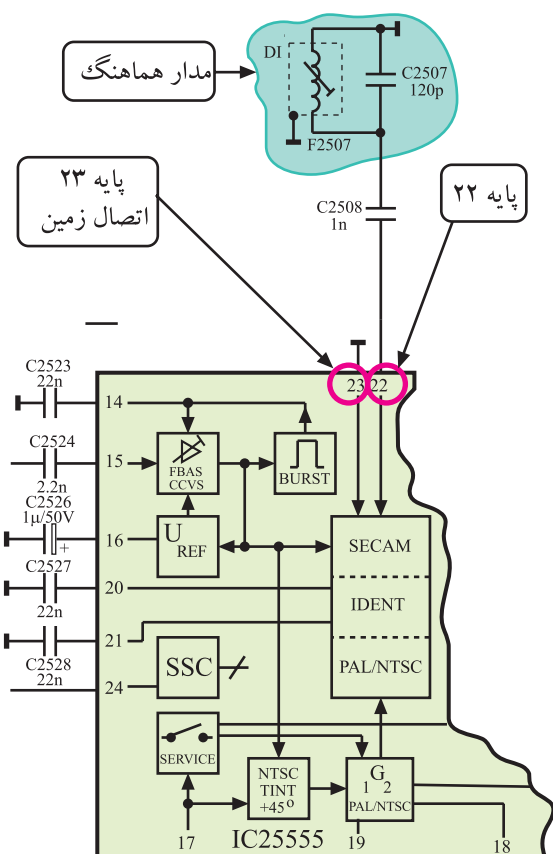 DI
مدار هماهنگ
C2507
120p
F2507
پایه ۲۳
اتصال زمین
پایه ۲۲
C2508
1n
C2523
22n
23
22
14
C2524
15
2.2n
FBAS
CCVS
BURST
C2526
1µ/50V
+
16
U REF
SECAM
C2527
20
22n
IDENT
21
C2528
22n
24
SSC
PAL/NTSC
SERVICE
NTSC
TINT
+45°
G
1 2
PAL/NTSC
17
IC25555
19
18